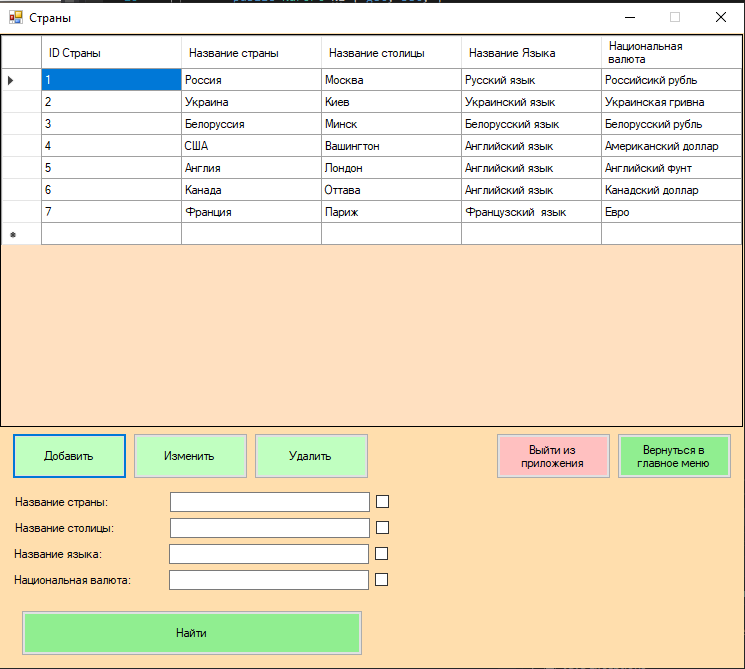 Страны
ID Страны Название страны Название столицы Название Языка Национальная валюта
1 Россия Москва Русский язык Российсикй рубль
2 Украина Киев Украинский язык Украинская гривна
3 Белоруссия Минск Белорусский язык Белорусский рубль
4 США Вашингтон Английский язык Американский доллар
5 Англия Лондон Английский язык Английский фунт
6 Канада Оттава Английский язык Канадский доллар
7 Франция Париж Французский язык Евро
Добавить Изменить Удалить Выйти из приложения Вернуться в главное меню
Название страны:
Название столицы:
Название языка:
Национальная валюта:
Найти